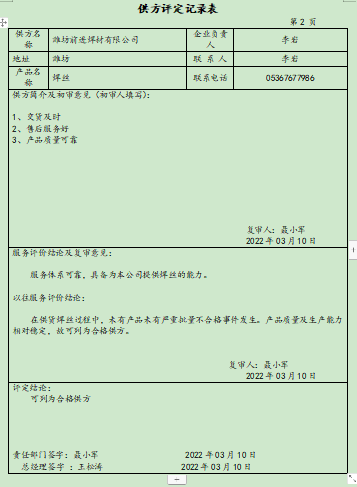 供方评定记录表
第 2 页
供方名称 潍坊前进焊材有限公司 企业负责人 李岩
地址 潍坊 联 系 人 李岩
产品名称 焊丝 联系电话 05367677986
供方简介及初审意见（初审人填写）：
1、交货及时
2、售后服务好
3、产品质量可靠
复审人：聂小军
2022 年 03 月 10 日
服务评价结论及复审意见：
服务体系可靠，具备为本公司提供焊丝的能力。
以往服务评价结论：
在供货焊丝过程中，未有产品未有严重批量不合格事件发生。产品质量及生产能力
相对稳定，故可列为合格供方。
复审人：聂小军
2022 年 03 月 10 日
评定结论：
可列为合格供方
责任部门签字：聂小军 2022 年 03 月 10 日
总经理签字 ：王松涛 2022 年 03 月 10 日